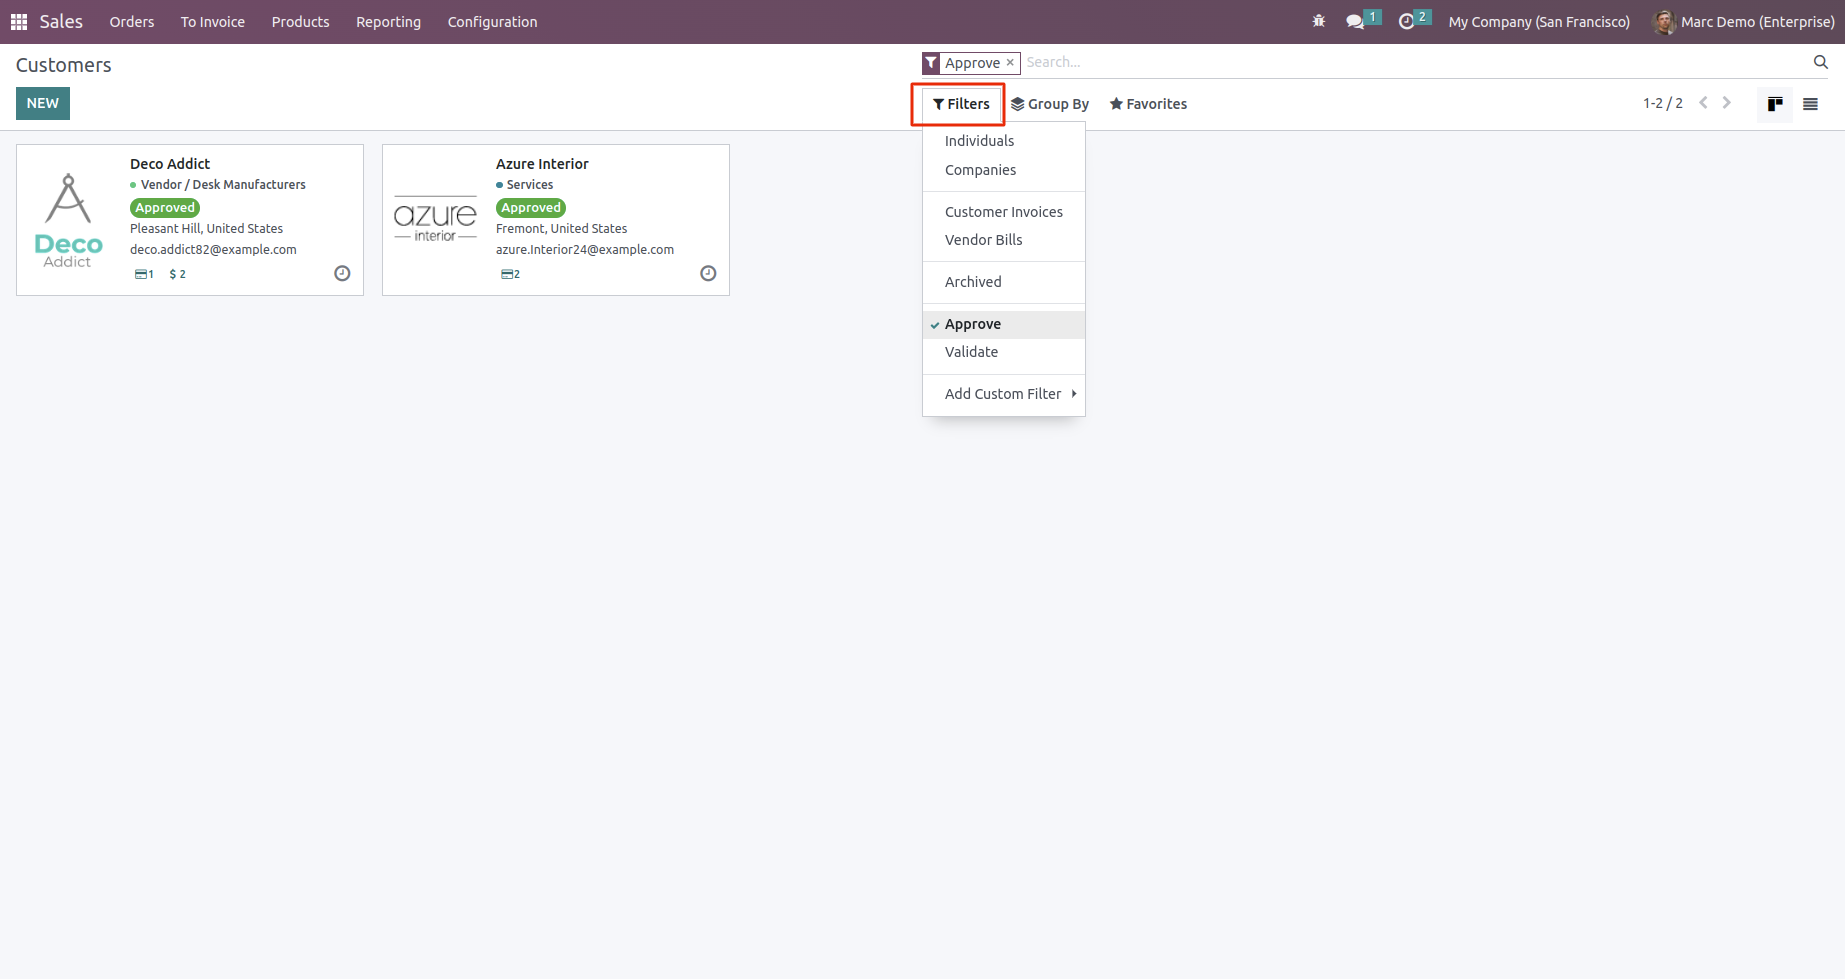 Sales Orders To Invoice Products Reporting Configuration 1 2 My Company (San Francisco) Marc Demo (Enterprise)
Customers
Approve × Search...
NEW
Filters Group By Favorites 1-2 / 2
Deco Addict
Vendor / Desk Manufacturers
Approved
Pleasant Hill, United States
deco.addict82@example.com
1 $ 2
Deco
Addict
Azure Interior
Services
Approved
Fremont, United States
azure.Interior24@example.com
2
azure
interior
Individuals
Companies
Customer Invoices
Vendor Bills
Archived
Approve
Validate
Add Custom Filter